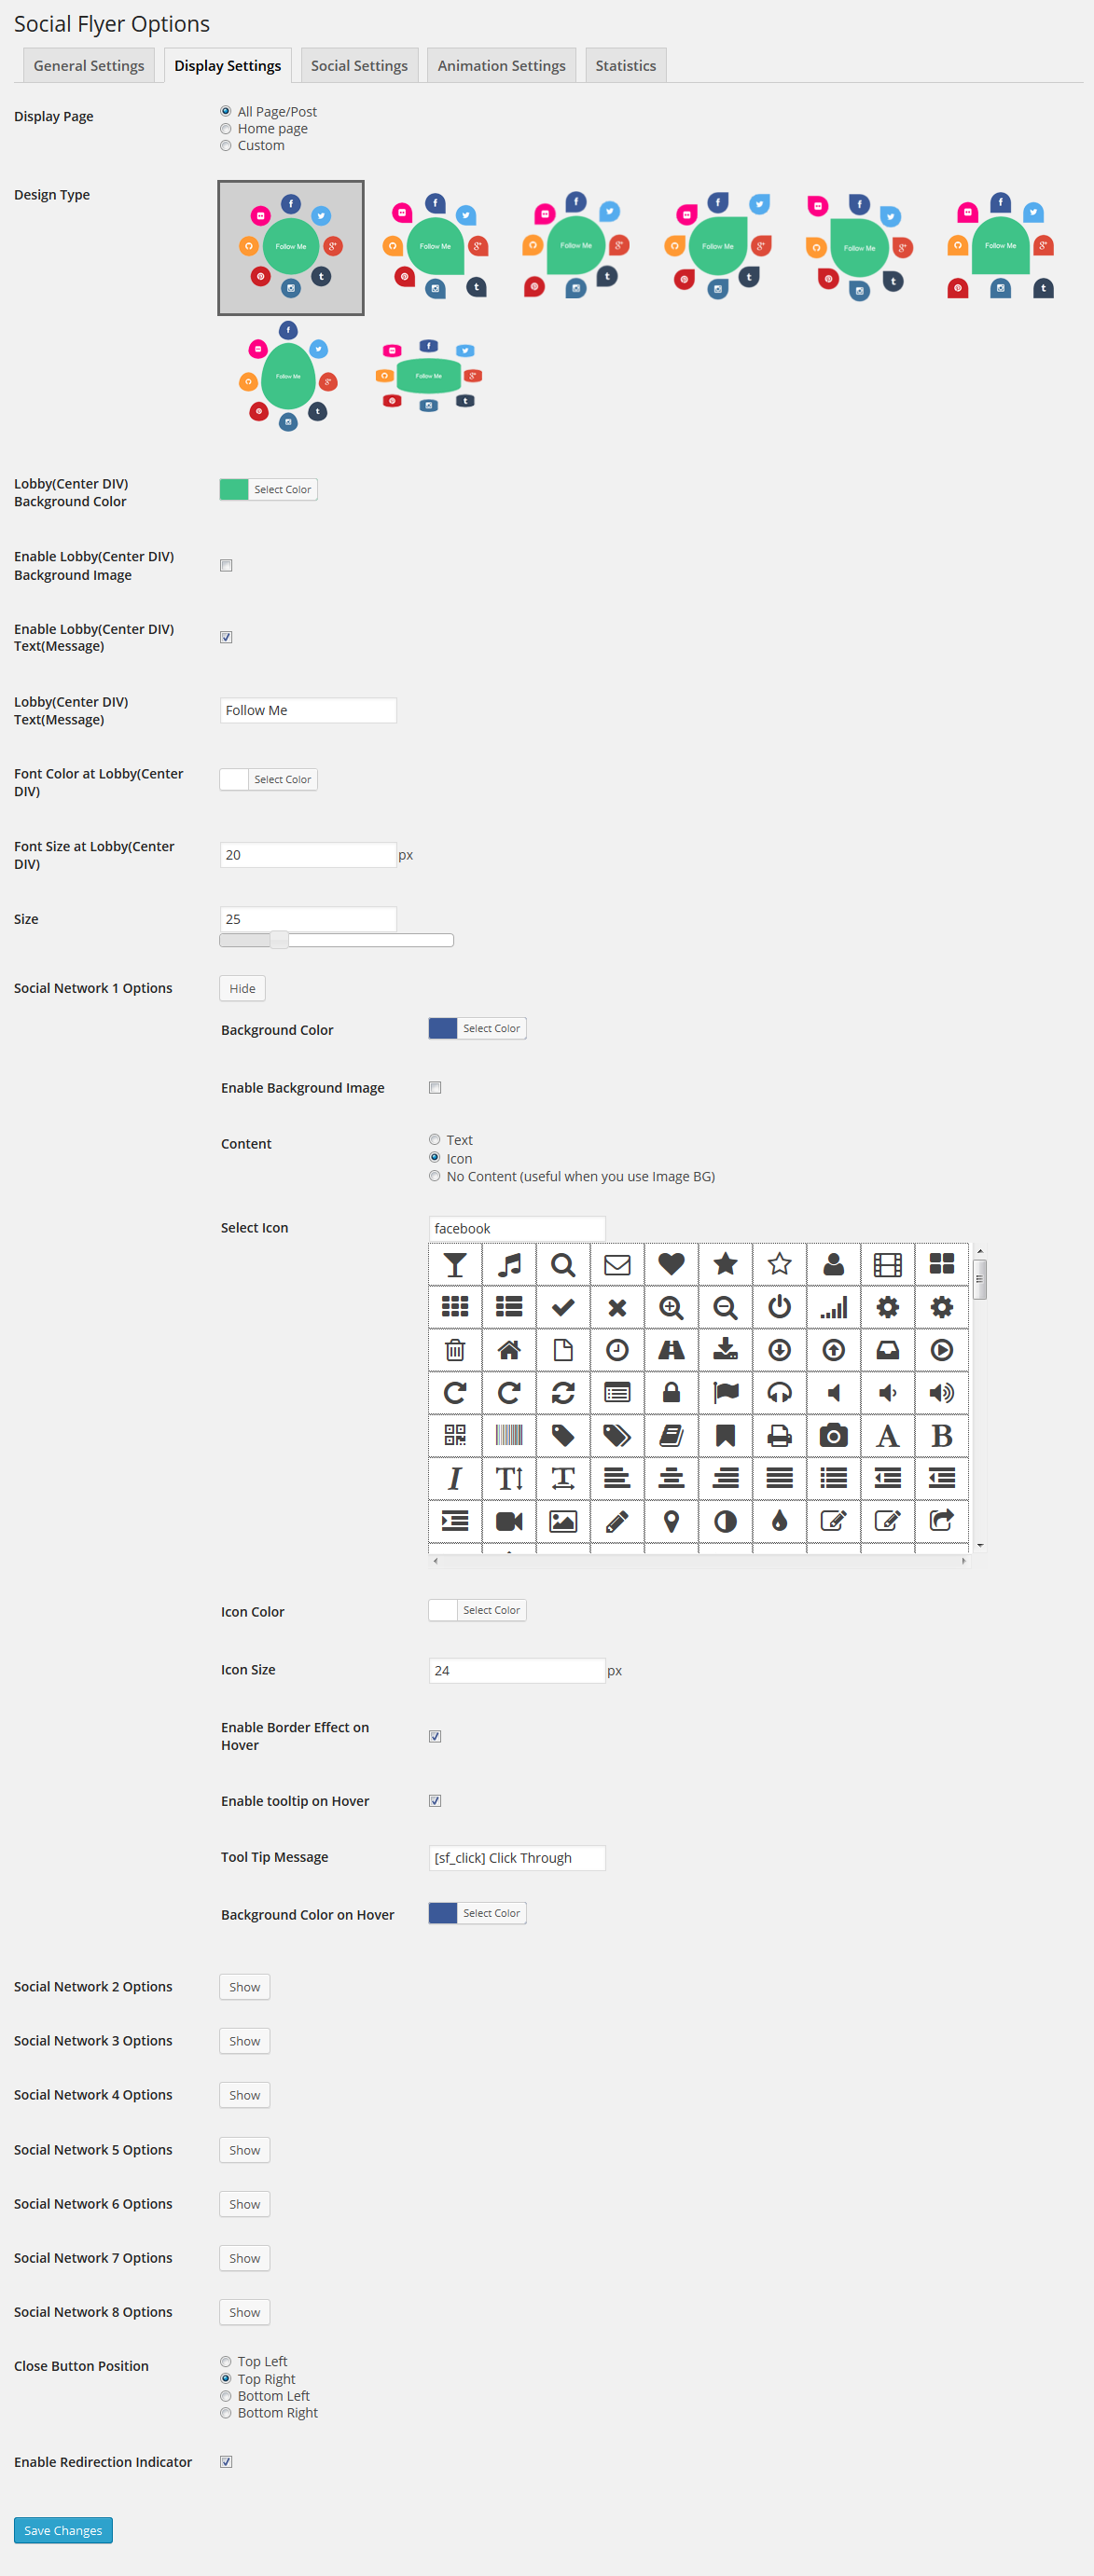 Social Flyer Options
General Settings
Display Settings
Social Settings
Animation Settings
Statistics
Display Page
All Page/Post
Home page
Custom
Design Type
Follow Me
Follow Me
Follow Me
Follow Me
Follow Me
Follow Me
Follow Me
Follow Me
Lobby(Center DIV)
Background Color
Select Color
Enable Lobby(Center DIV)
Background Image
Enable Lobby(Center DIV)
Text(Message)
Lobby(Center DIV)
Text(Message)
Follow Me
Font Color at Lobby(Center
DIV)
Select Color
Font Size at Lobby(Center
DIV)
20 px
Size
25
Social Network 1 Options
Hide
Background Color
Select Color
Enable Background Image
Content
Text
Icon
No Content (useful when you use Image BG)
Select Icon
facebook
Icon Color
Select Color
Icon Size
24 px
Enable Border Effect on
Hover
Enable tooltip on Hover
Tool Tip Message
[sf_click] Click Through
Background Color on Hover
Select Color
Social Network 2 Options
Show
Social Network 3 Options
Show
Social Network 4 Options
Show
Social Network 5 Options
Show
Social Network 6 Options
Show
Social Network 7 Options
Show
Social Network 8 Options
Show
Close Button Position
Top Left
Top Right
Bottom Left
Bottom Right
Enable Redirection Indicator
Save Changes